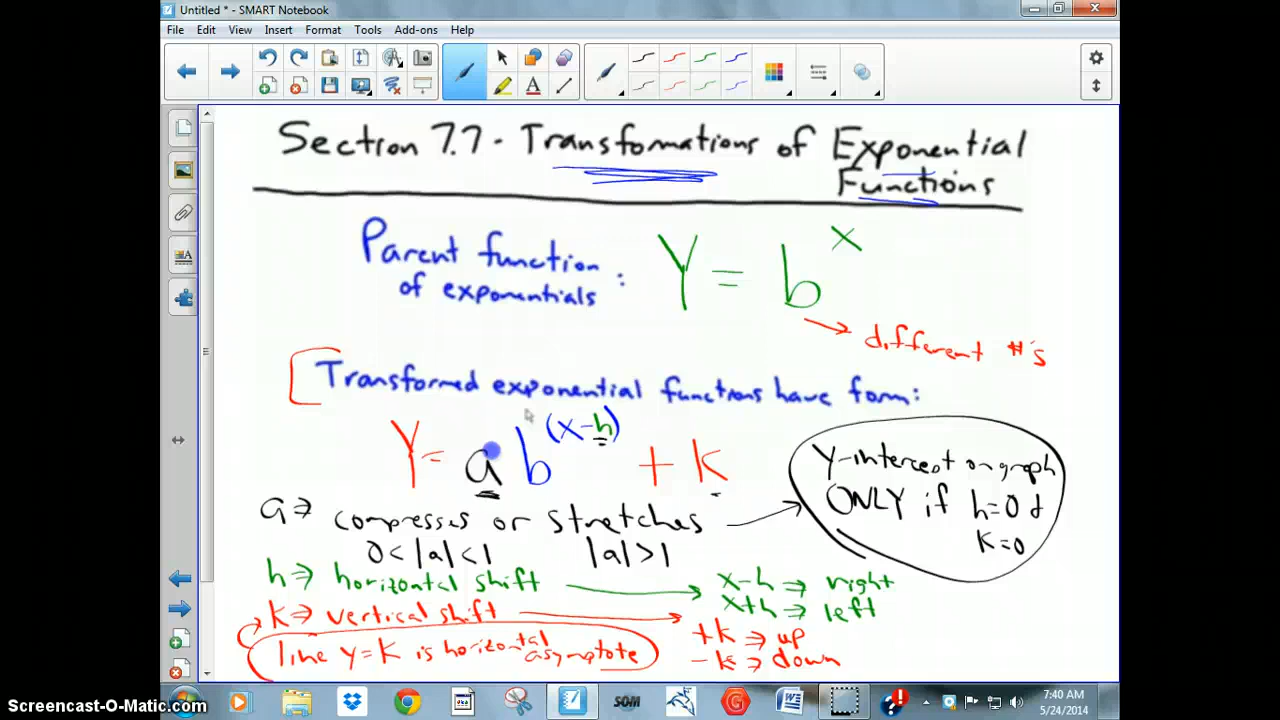 Untitled * - SMART Notebook
File Edit View Insert Format Tools Add-ons Help
Section 7.7 - Transformations of Exponential
Functions
Parent function
of exponentials : Y = b^x
→ different #'s
Transformed exponential functions have form:
Y = a b^(x-h) + k
Y-intercept on graph
ONLY if h=0 &
k=0
a ⇒ compresses or stretches
0<|a|<1 |a|>1
h ⇒ horizontal shift → x-h ⇒ right
x+h ⇒ left
k ⇒ vertical shift → +k ⇒ up
-k ⇒ down
line y=k is horizontal
asymptote
SOM
7:40 AM
5/24/2014
Screencast-O-Matic.com